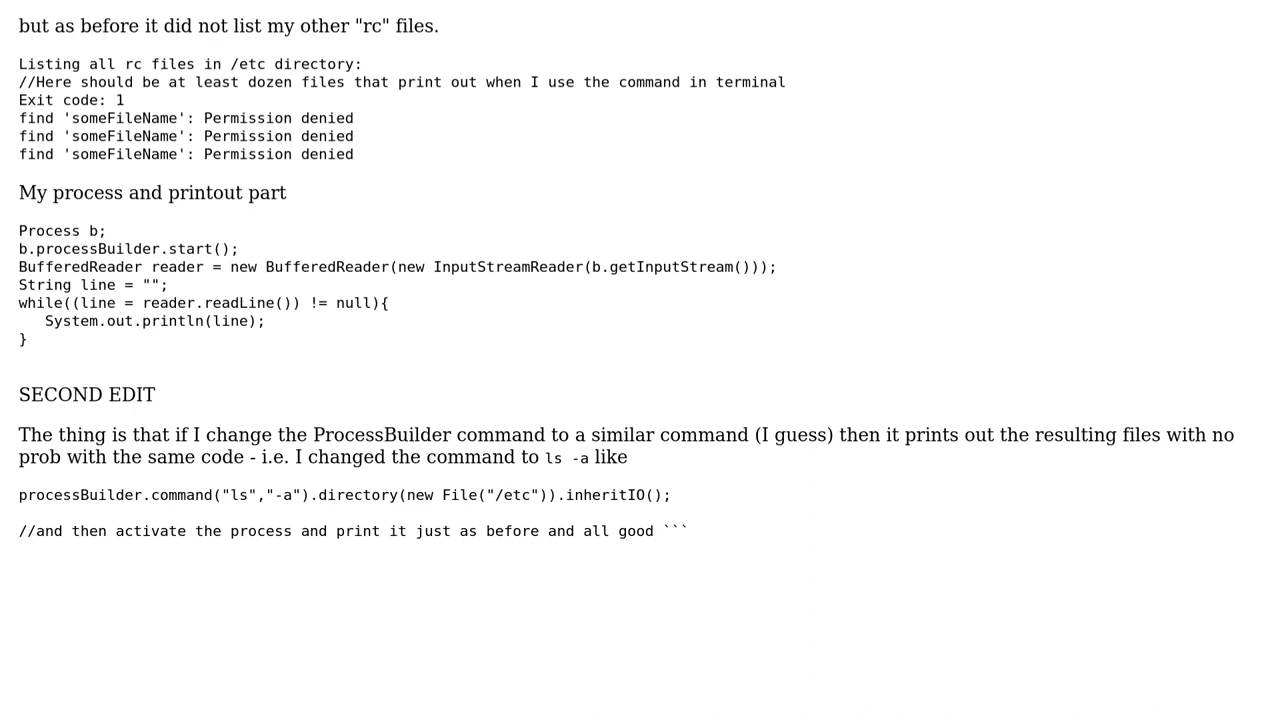 but as before it did not list my other "rc" files.
Listing all rc files in /etc directory:
//Here should be at least dozen files that print out when I use the command in terminal
Exit code: 1
find 'someFileName': Permission denied
find 'someFileName': Permission denied
find 'someFileName': Permission denied
My process and printout part
Process b;
b.processBuilder.start();
BufferedReader reader = new BufferedReader(new InputStreamReader(b.getInputStream()));
String line = "";
while((line = reader.readLine()) != null){
   System.out.println(line);
}
SECOND EDIT
The thing is that if I change the ProcessBuilder command to a similar command (I guess) then it prints out the resulting files with no
prob with the same code - i.e. I changed the command to ls -a like
processBuilder.command("ls","-a").directory(new File("/etc")).inheritIO();
//and then activate the process and print it just as before and all good ```